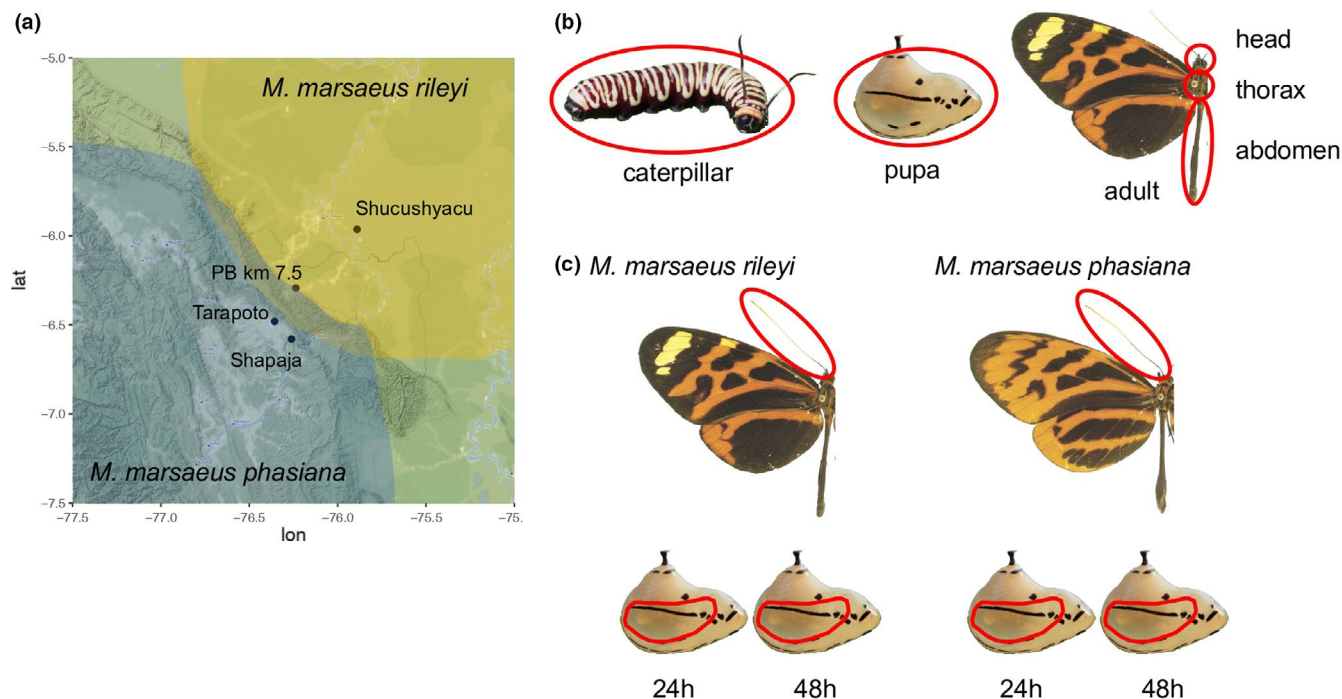 (a)
−5.0
−5.5
−6.0
−6.5
−7.0
−7.5
lat
M. marsaeus rileyi
Shucushyacu
PB km 7.5
Tarapoto
Shapaja
M. marsaeus phasiana
−77.5
−77.0
−76.5
−76.0
−75.5
−75.
lon
(b)
caterpillar
pupa
adult
head
thorax
abdomen
(c)
M. marsaeus rileyi
M. marsaeus phasiana
24h
48h
24h
48h